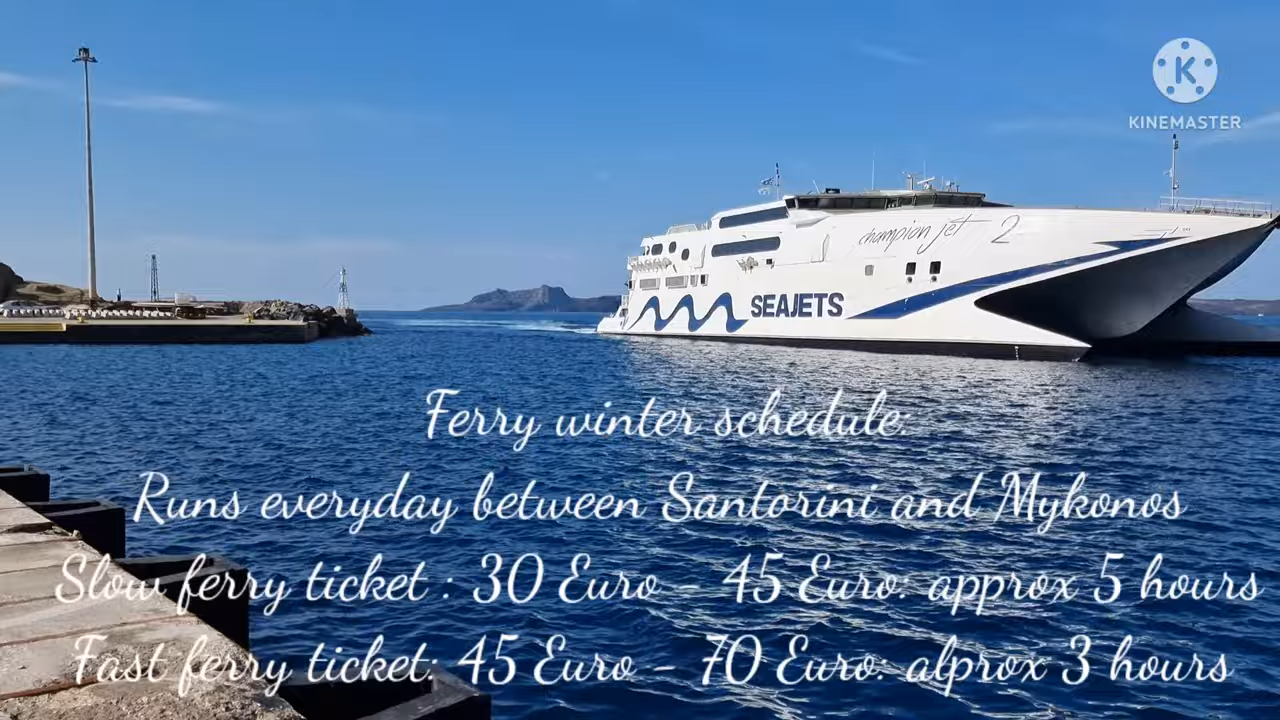 KINEMASTER
champion jet 2
SEAJETS
Ferry winter schedule:
Runs everyday between Santorini and Mykonos
Slow ferry ticket : 30 Euro - 45 Euro: approx 5 hours
Fast ferry ticket: 45 Euro - 70 Euro: alprox 3 hours